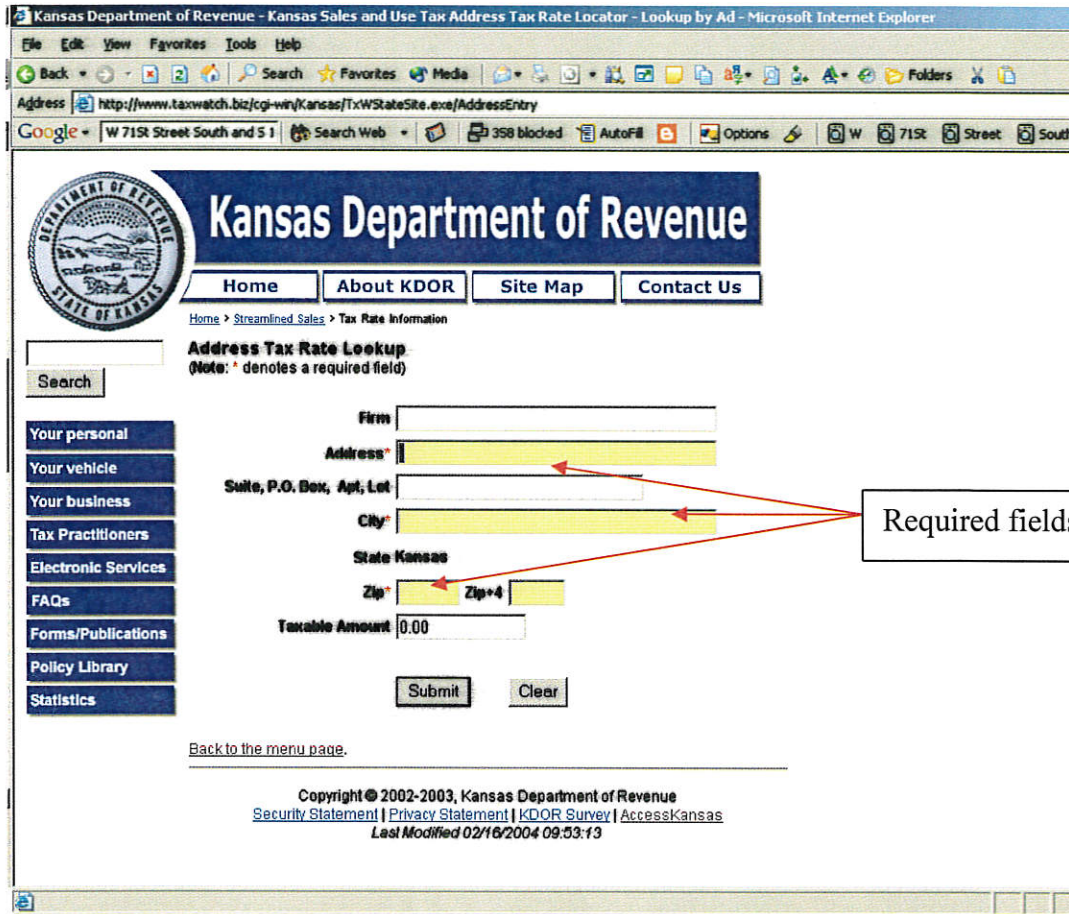 Kansas Department of Revenue - Kansas Sales and Use Tax Address Tax Rate Locator - Lookup by Ad - Microsoft Internet Explorer
File Edit View Favorites Tools Help
Back Search Favorites Media Folders
Address http://www.taxwatch.biz/cgi-win/Kansas/TxWStateSite.exe/AddressEntry
Google W 71St Street South and S 1 Search Web 358 blocked AutoFill Options W 71St Street South
DEPARTMENT OF REVENUE
STATE OF KANSAS
Kansas Department of Revenue
Home About KDOR Site Map Contact Us
Home > Streamlined Sales > Tax Rate Information
Address Tax Rate Lookup
(Note: * denotes a required field)
Search
Firm
Address*
Suite, P.O. Box, Apt, Lot
City*
State Kansas
Zip* Zip+4
Taxable Amount 0.00
Submit Clear
Required fields
Your personal
Your vehicle
Your business
Tax Practitioners
Electronic Services
FAQs
Forms/Publications
Policy Library
Statistics
Back to the menu page.
Copyright © 2002-2003, Kansas Department of Revenue
Security Statement | Privacy Statement | KDOR Survey | AccessKansas
Last Modified 02/16/2004 09:53:13